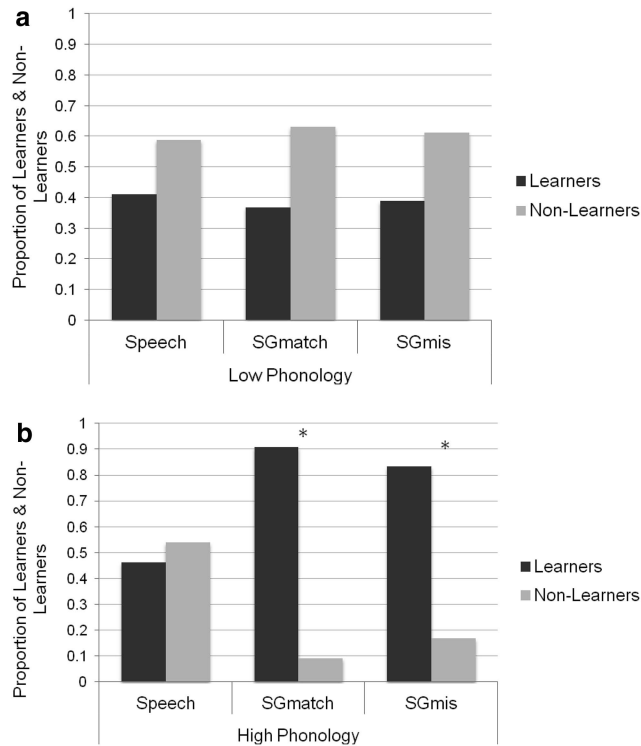 a
1
0.9
0.8
0.7
0.6
0.5
0.4
0.3
0.2
0.1
0
Proportion of Learners & Non-
Learners
Speech SGmatch SGmis
Low Phonology
Learners
Non-Learners
b
1
0.9
0.8
0.7
0.6
0.5
0.4
0.3
0.2
0.1
0
Proportion of Learners & Non-
Learners
* *
Speech SGmatch SGmis
High Phonology
Learners
Non-Learners